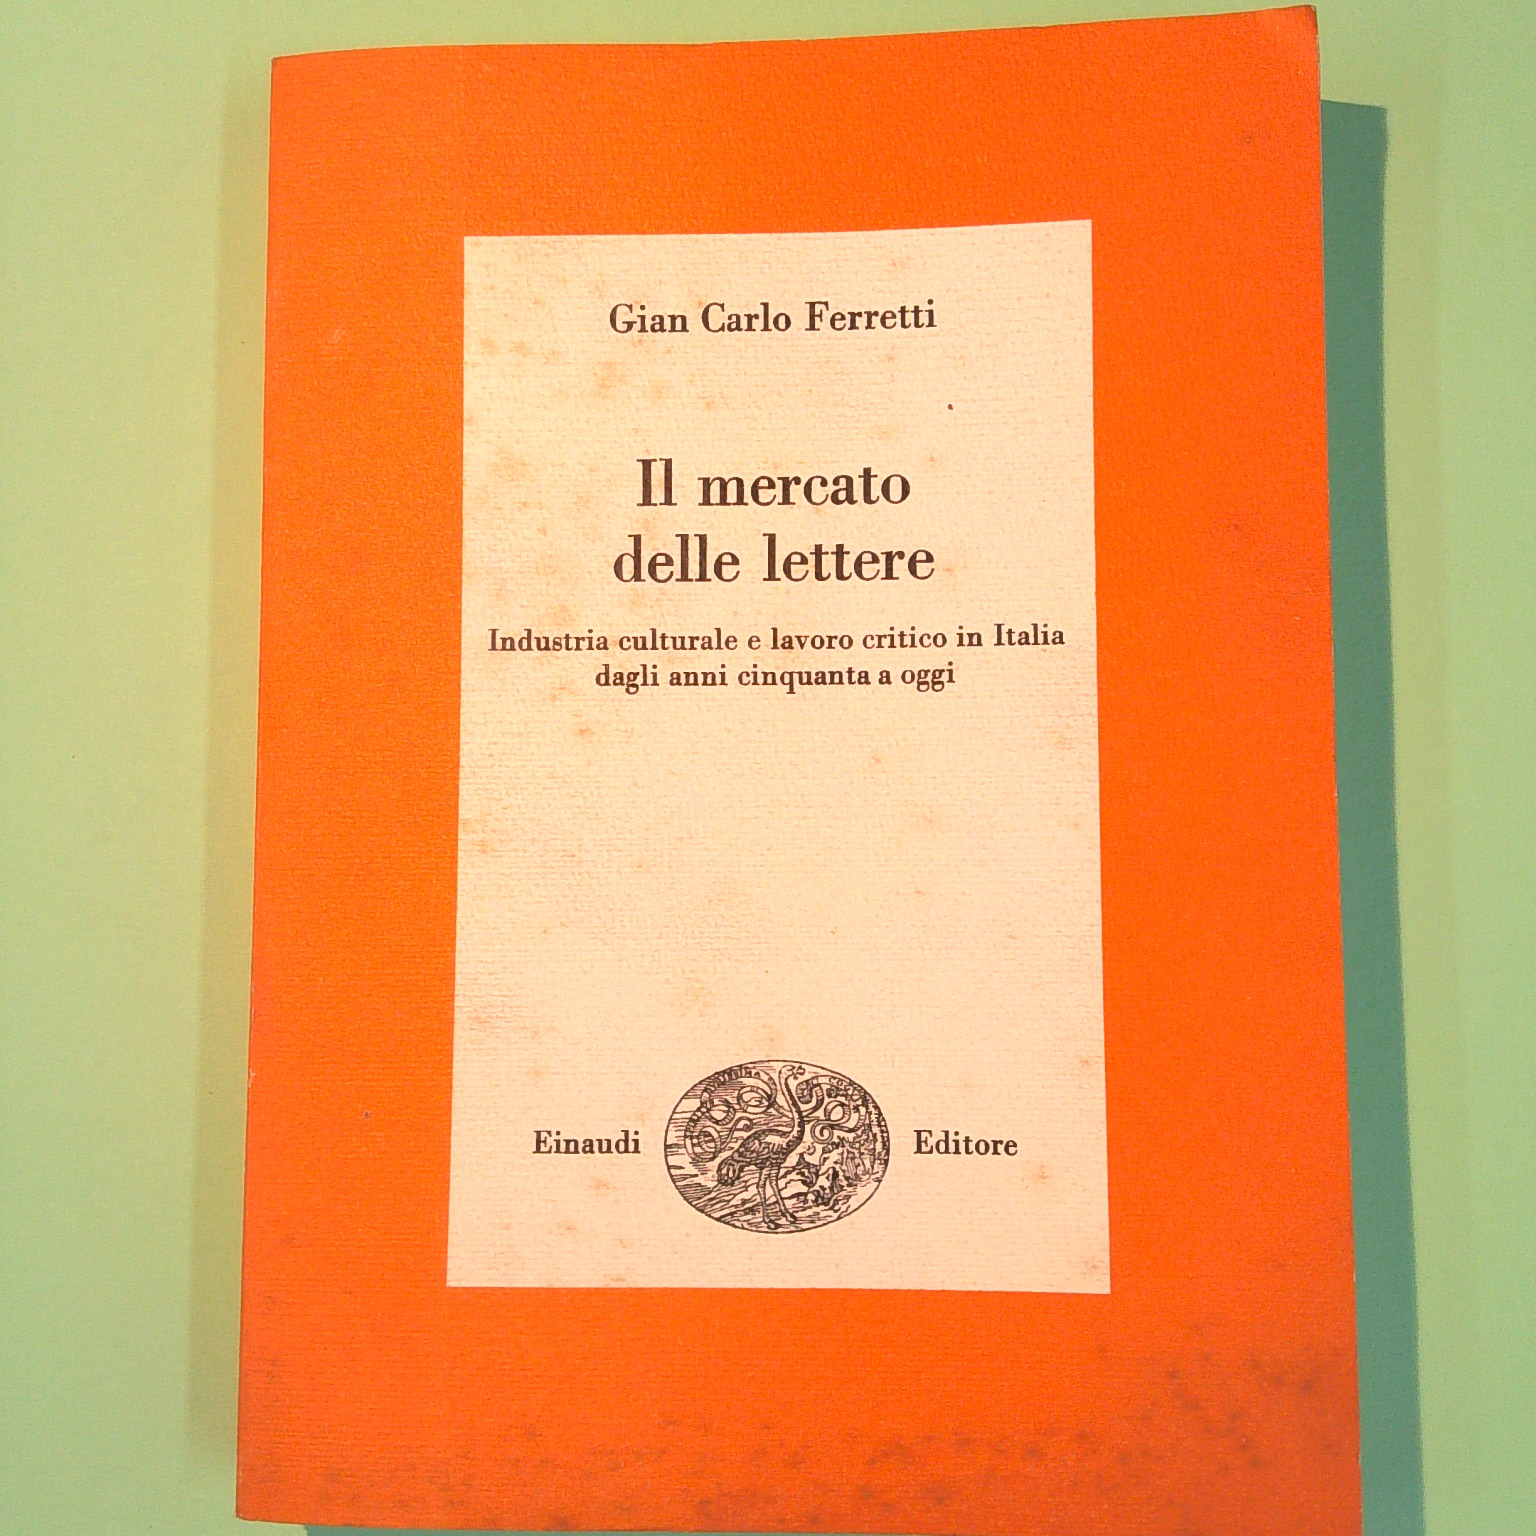 Gian Carlo Ferretti
Il mercato
delle lettere
Industria culturale e lavoro critico in Italia
dagli anni cinquanta a oggi
Einaudi
Editore